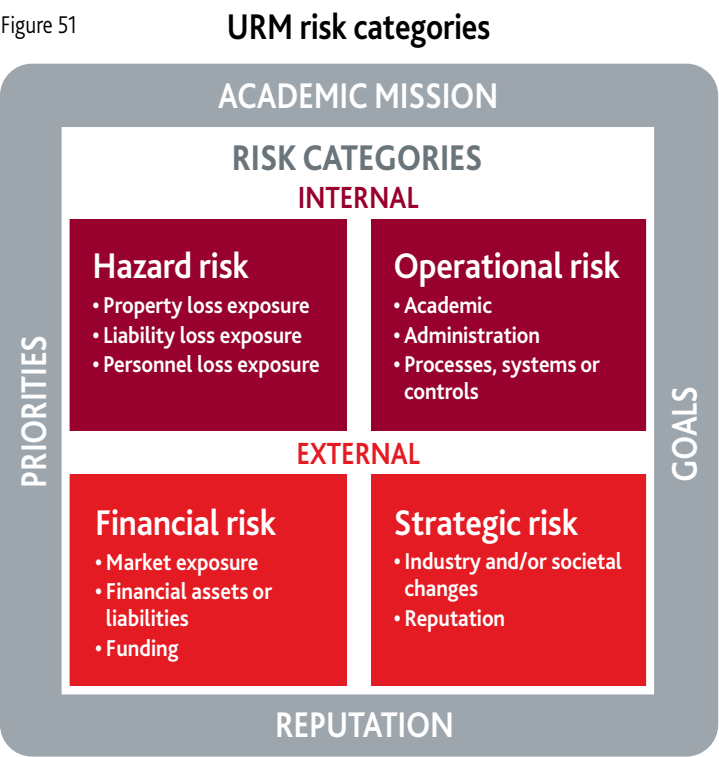 Figure 51
URM risk categories
ACADEMIC MISSION
RISK CATEGORIES
INTERNAL
Hazard risk
• Property loss exposure
• Liability loss exposure
• Personnel loss exposure
Operational risk
• Academic
• Administration
• Processes, systems or
controls
PRIORITIES
GOALS
EXTERNAL
Financial risk
• Market exposure
• Financial assets or
liabilities
• Funding
Strategic risk
• Industry and/or societal
changes
• Reputation
REPUTATION